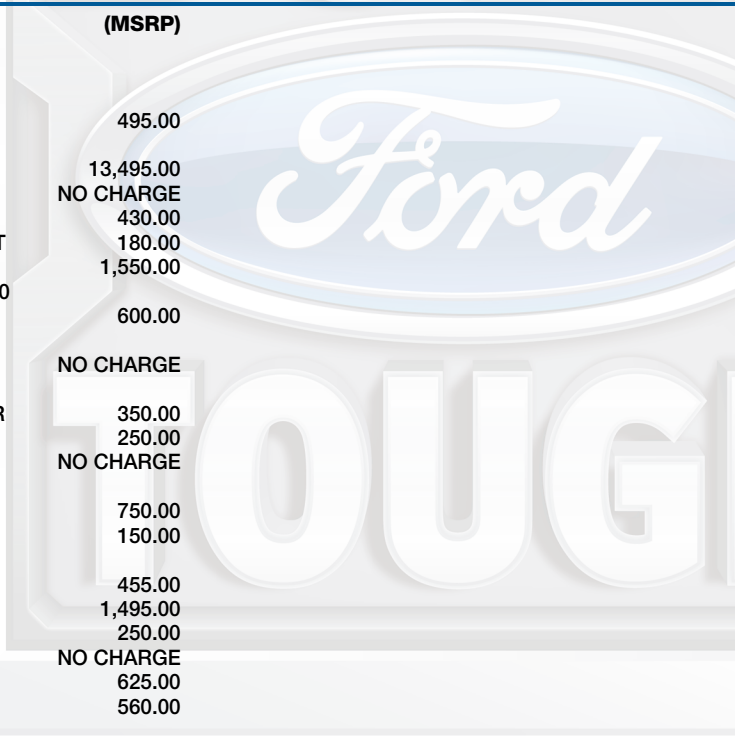 (MSRP)
495.00
13,495.00
NO CHARGE
430.00
T 180.00
1,550.00
0
600.00
NO CHARGE
R 350.00
250.00
NO CHARGE
750.00
150.00
455.00
1,495.00
250.00
NO CHARGE
625.00
560.00
Ford
TOUG